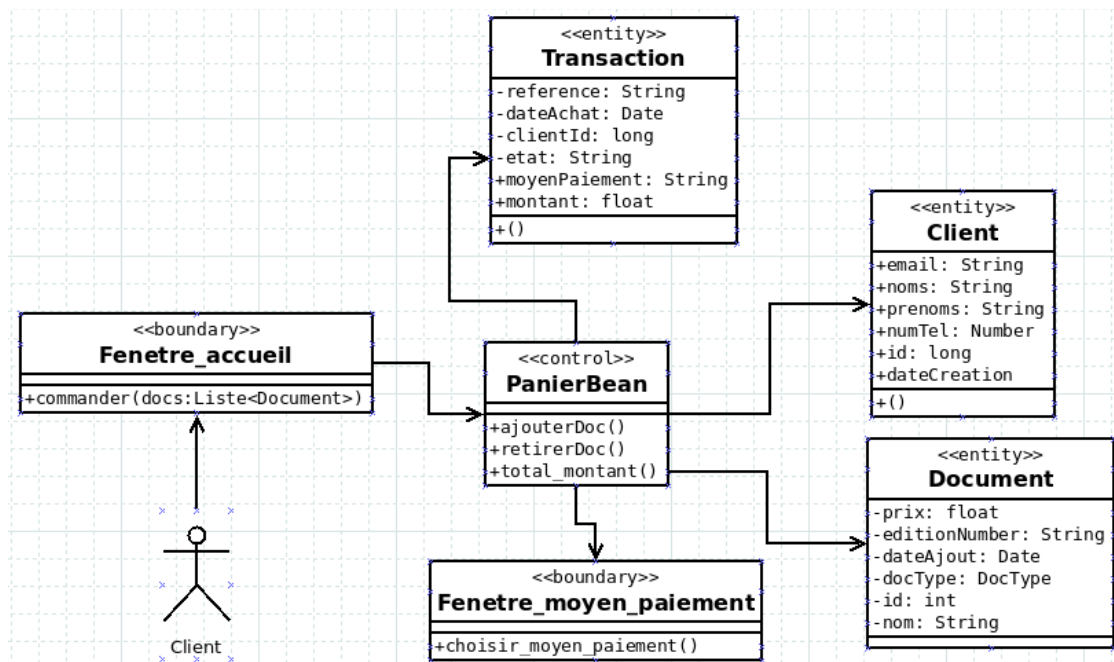 <<entity>>
Transaction
-reference: String
-dateAchat: Date
-clientId: long
-etat: String
+moyenPaiement: String
+montant: float
+()
<<entity>>
Client
+email: String
+noms: String
+prenoms: String
+numTel: Number
+id: long
+dateCreation
+()
<<boundary>>
Fenetre_accueil
+commander(docs:Liste<Document>)
<<control>>
PanierBean
+ajouterDoc()
+retirerDoc()
+total_montant()
<<entity>>
Document
-prix: float
-editionNumber: String
-dateAjout: Date
-docType: DocType
-id: int
-nom: String
<<boundary>>
Fenetre_moyen_paiement
+choisir_moyen_paiement()
Client